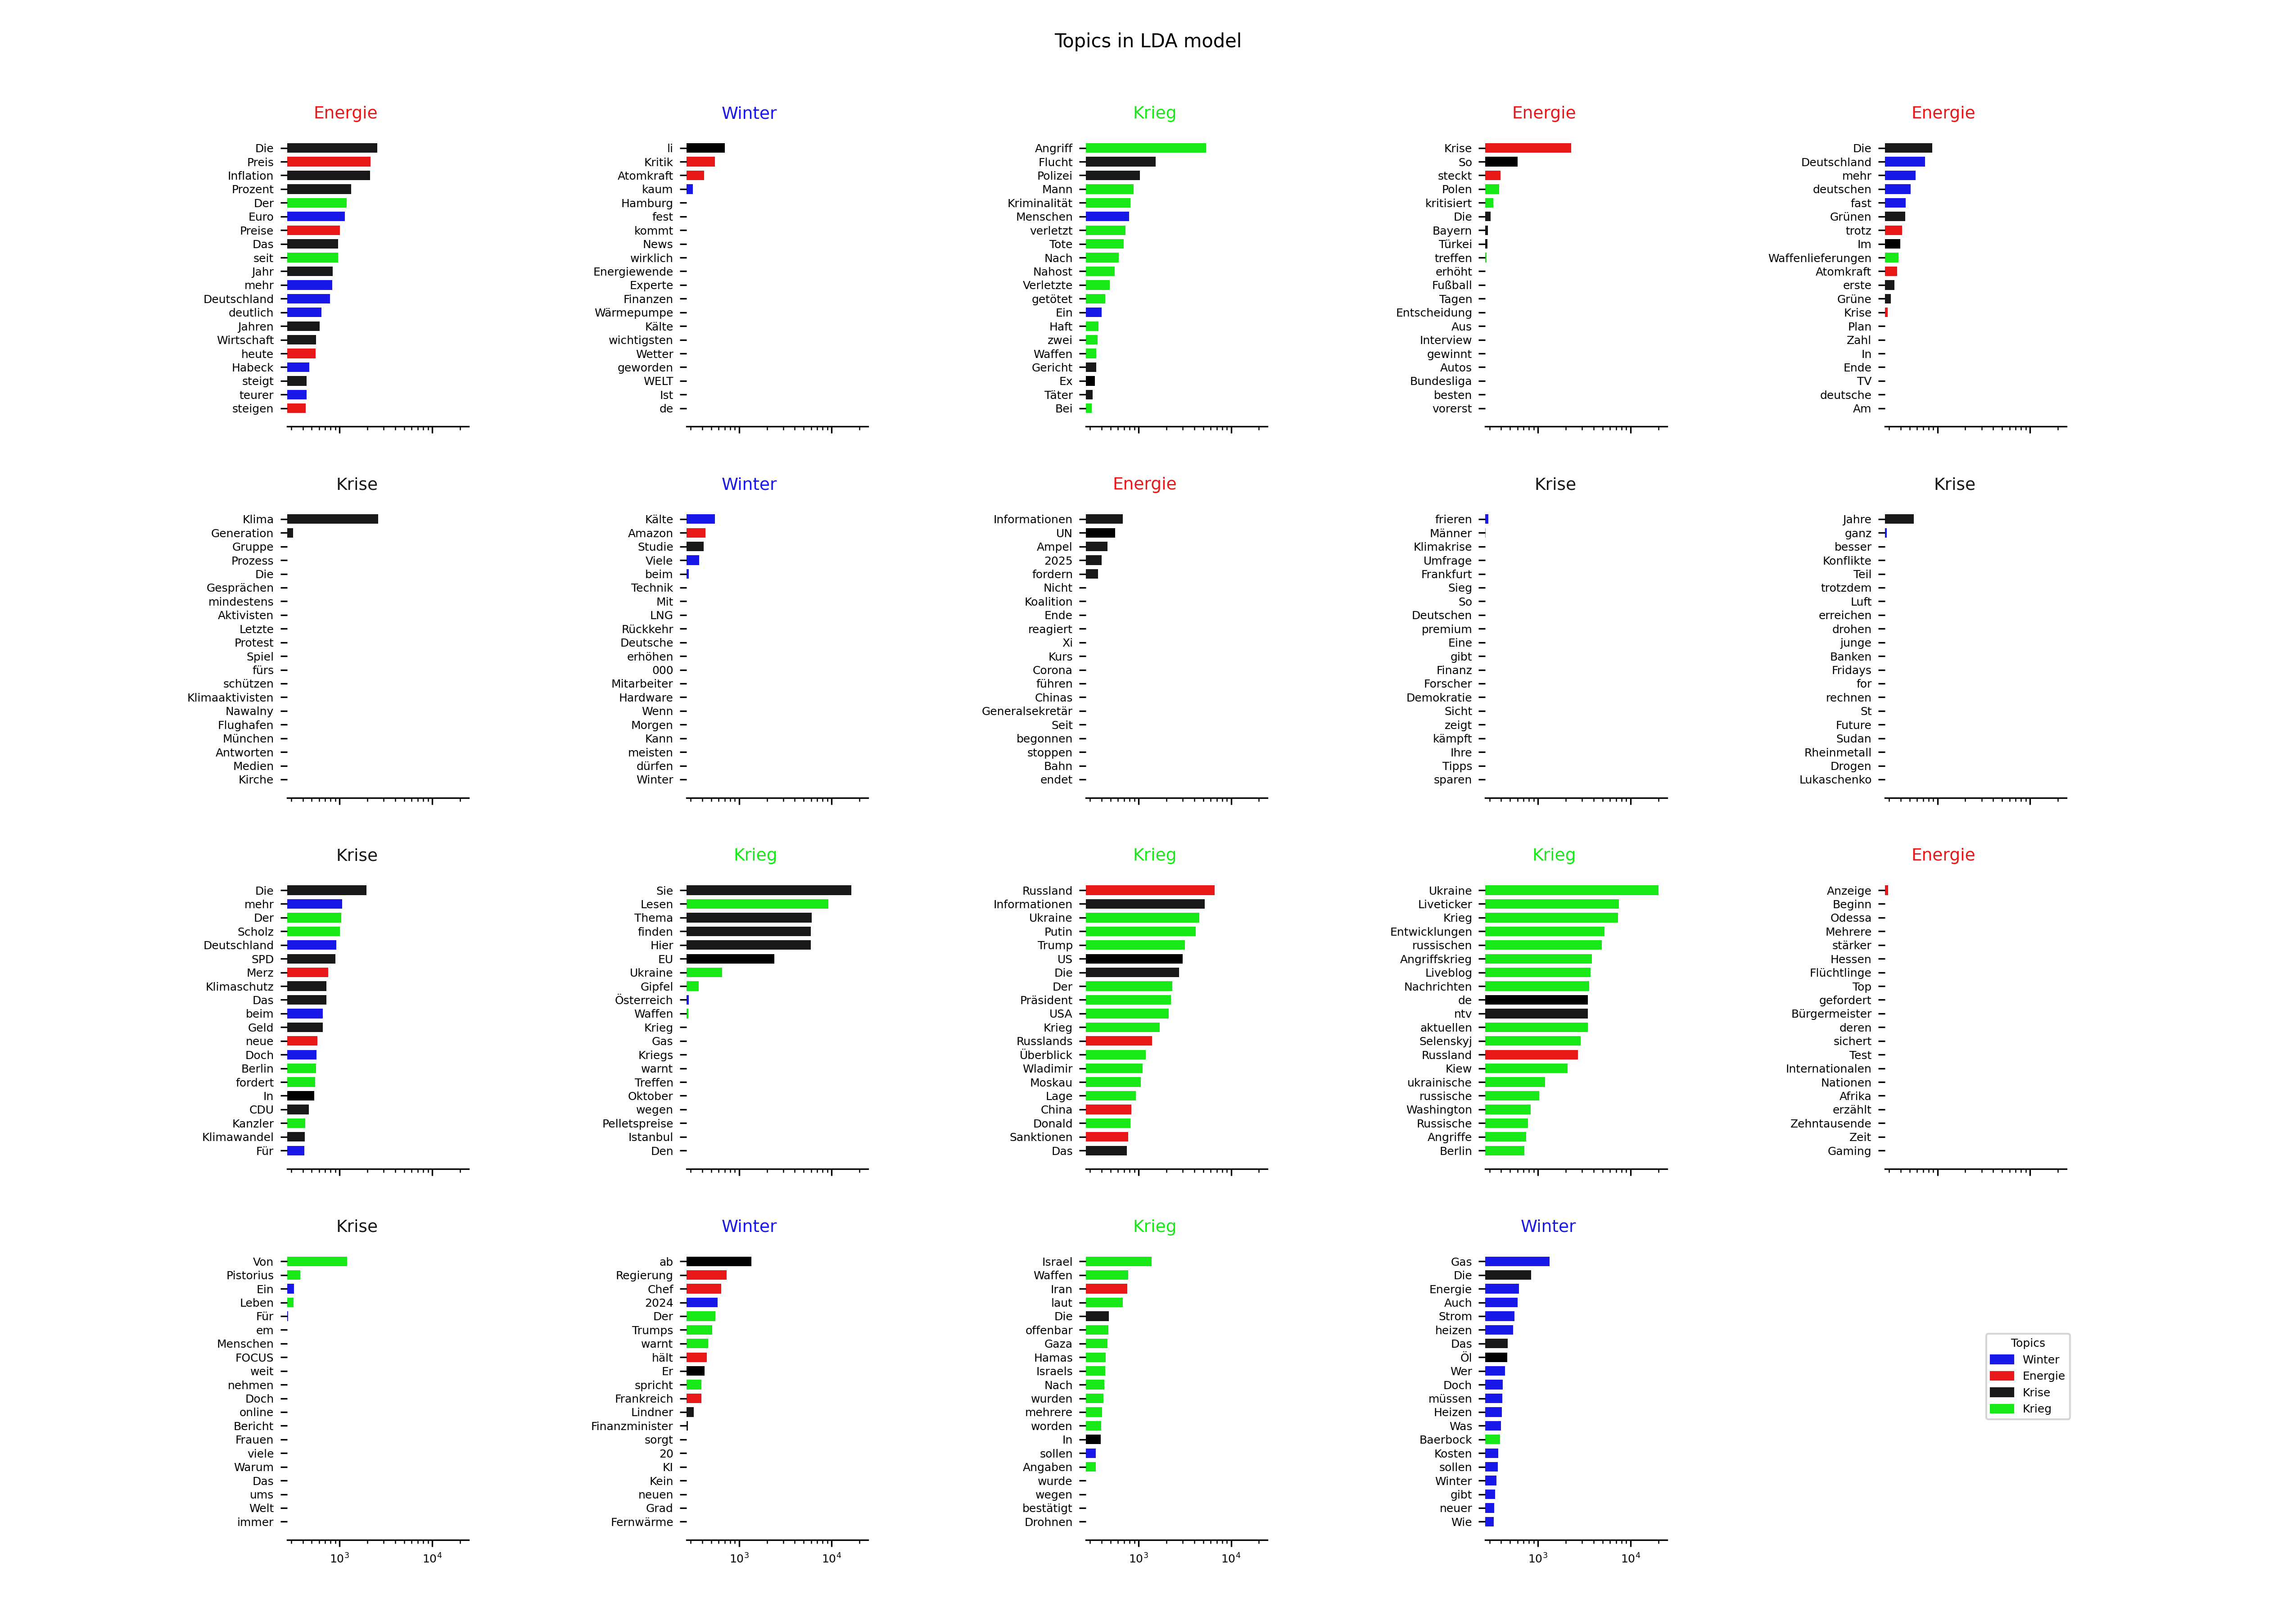 Topics in LDA model
Energie
Die
Preis
Inflation
Prozent
Der
Euro
Preise
Das
seit
Jahr
mehr
Deutschland
deutlich
Jahren
Wirtschaft
heute
Habeck
steigt
teurer
steigen
Winter
li
Kritik
Atomkraft
kaum
Hamburg
fest
kommt
News
wirklich
Energiewende
Experte
Finanzen
Wärmepumpe
Kälte
wichtigsten
Wetter
geworden
WELT
Ist
de
Krieg
Angriff
Flucht
Polizei
Mann
Kriminalität
Menschen
verletzt
Tote
Nach
Nahost
Verletzte
getötet
Ein
Haft
zwei
Waffen
Gericht
Ex
Täter
Bei
Energie
Krise
So
steckt
Polen
kritisiert
Die
Bayern
Türkei
treffen
erhöht
Fußball
Tagen
Entscheidung
Aus
Interview
gewinnt
Autos
Bundesliga
besten
vorerst
Energie
Die
Deutschland
mehr
deutschen
fast
Grünen
trotz
Im
Waffenlieferungen
Atomkraft
erste
Grüne
Krise
Plan
Zahl
In
Ende
TV
deutsche
Am
Krise
Klima
Generation
Gruppe
Prozess
Die
Gesprächen
mindestens
Aktivisten
Letzte
Protest
Spiel
fürs
schützen
Klimaaktivisten
Nawalny
Flughafen
München
Antworten
Medien
Kirche
Winter
Kälte
Amazon
Studie
Viele
beim
Technik
Mit
LNG
Rückkehr
Deutsche
erhöhen
000
Mitarbeiter
Hardware
Wenn
Morgen
Kann
meisten
dürfen
Winter
Energie
Informationen
UN
Ampel
2025
fordern
Nicht
Koalition
Ende
reagiert
Xi
Kurs
Corona
führen
Chinas
Generalsekretär
Seit
begonnen
stoppen
Bahn
endet
Krise
frieren
Männer
Klimakrise
Umfrage
Frankfurt
Sieg
So
Deutschen
premium
Eine
gibt
Finanz
Forscher
Demokratie
Sicht
zeigt
kämpft
Ihre
Tipps
sparen
Krise
Jahre
ganz
besser
Konflikte
Teil
trotzdem
Luft
erreichen
drohen
junge
Banken
Fridays
for
rechnen
St
Future
Sudan
Rheinmetall
Drogen
Lukaschenko
Krise
Die
mehr
Der
Scholz
Deutschland
SPD
Merz
Klimaschutz
Das
beim
Geld
neue
Doch
Berlin
fordert
In
CDU
Kanzler
Klimawandel
Für
Krieg
Sie
Lesen
Thema
finden
Hier
EU
Ukraine
Gipfel
Österreich
Waffen
Krieg
Gas
Kriegs
warnt
Treffen
Oktober
wegen
Pelletspreise
Istanbul
Den
Krieg
Russland
Informationen
Ukraine
Putin
Trump
US
Die
Der
Präsident
USA
Krieg
Russlands
Überblick
Wladimir
Moskau
Lage
China
Donald
Sanktionen
Das
Krieg
Ukraine
Liveticker
Krieg
Entwicklungen
russischen
Angriffskrieg
Liveblog
Nachrichten
de
ntv
aktuellen
Selenskyj
Russland
Kiew
ukrainische
russische
Washington
Russische
Angriffe
Berlin
Energie
Anzeige
Beginn
Odessa
Mehrere
stärker
Hessen
Flüchtlinge
Top
gefordert
Bürgermeister
deren
sichert
Test
Internationalen
Nationen
Afrika
erzählt
Zehntausende
Zeit
Gaming
Krise
Von
Pistorius
Ein
Leben
Für
em
Menschen
FOCUS
weit
nehmen
Doch
online
Bericht
Frauen
viele
Warum
Das
ums
Welt
immer
10³ 10⁴
Winter
ab
Regierung
Chef
2024
Der
Trumps
warnt
hält
Er
spricht
Frankreich
Lindner
Finanzminister
sorgt
20
KI
Kein
neuen
Grad
Fernwärme
10³ 10⁴
Krieg
Israel
Waffen
Iran
laut
Die
offenbar
Gaza
Hamas
Israels
Nach
wurden
mehrere
worden
In
sollen
Angaben
wurde
wegen
bestätigt
Drohnen
10³ 10⁴
Winter
Gas
Die
Energie
Auch
Strom
heizen
Das
Öl
Wer
Doch
müssen
Heizen
Was
Baerbock
Kosten
sollen
Winter
gibt
neuer
Wie
10³ 10⁴
Topics
Winter
Energie
Krise
Krieg